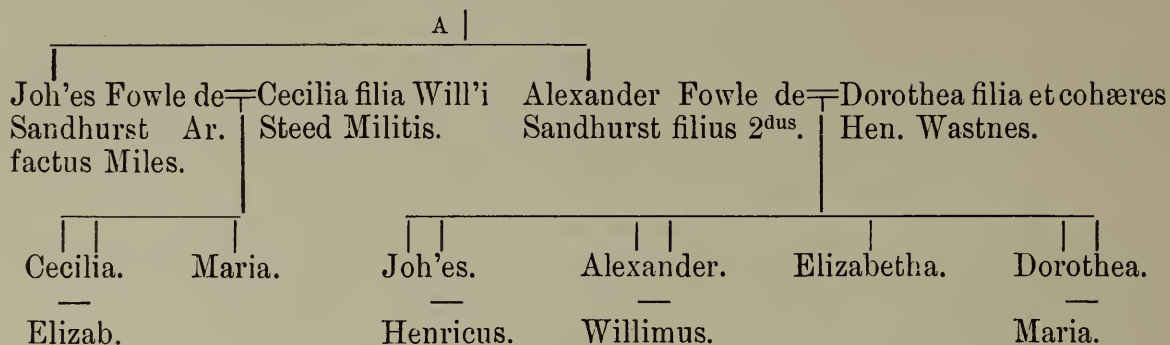 A
Joh'es Fowle de Cecilia filia Will'i Alexander Fowle de Dorothea filia et cohæres
Sandhurst Ar. Steed Militis. Sandhurst filius 2dus. Hen. Wastnes.
factus Miles.
Cecilia. Maria. Joh'es. Alexander. Elizabetha. Dorothea.
Elizab. Henricus. Willimus. Maria.